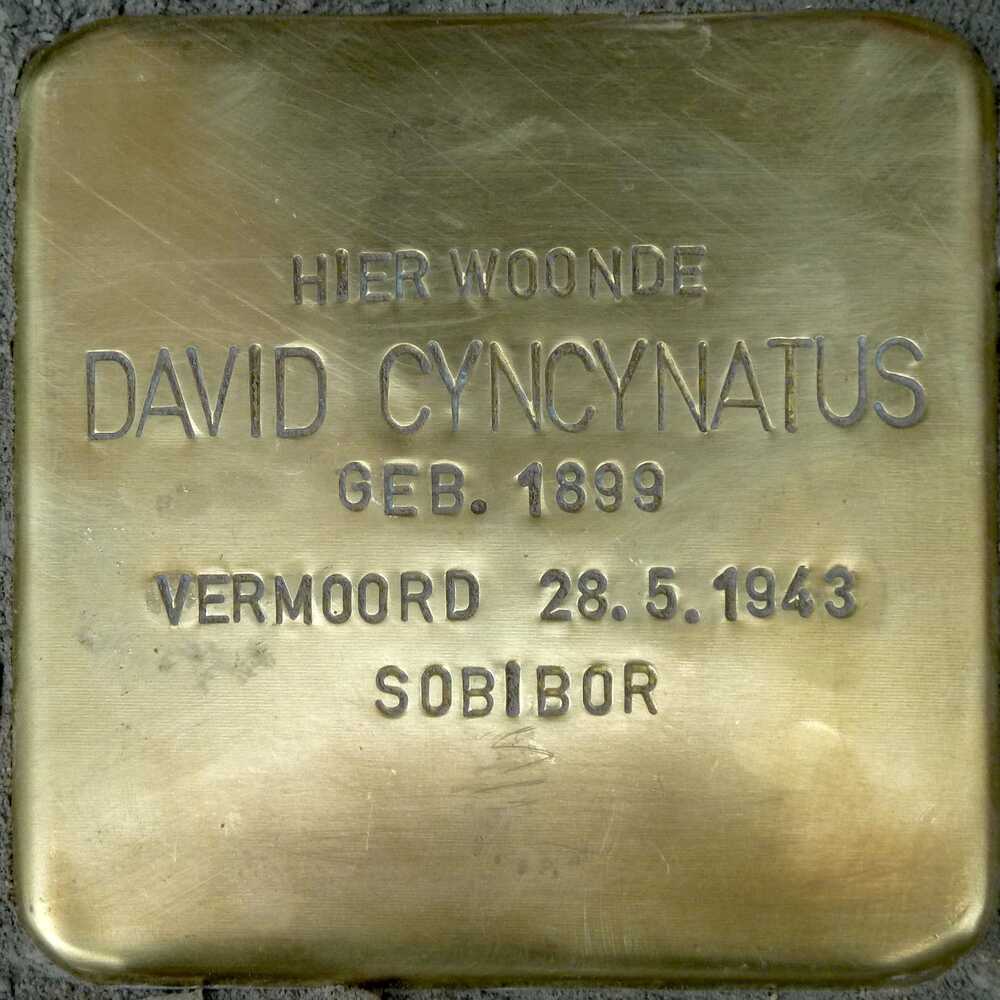 HIER WOONDE
DAVID CYNCYNATUS
GEB. 1899
VERMOORD 28.5.1943
SOBIBOR